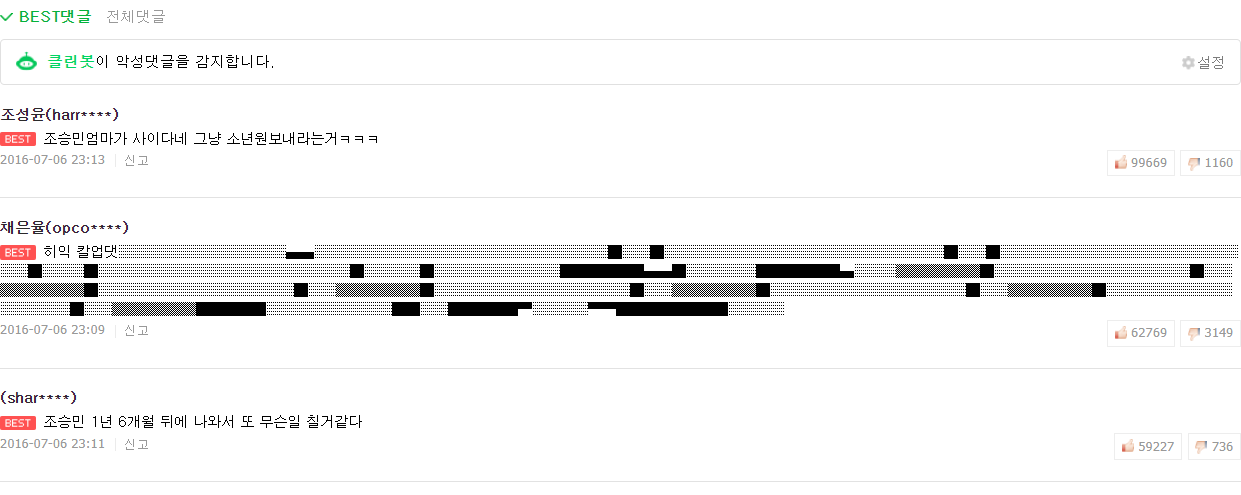 BEST댓글 전체댓글
클린봇이 악성댓글을 감지합니다.
설정
조성윤(harr****)
BEST 조승민엄마가 사이다네 그냥 소년원보내라는거ㅋㅋㅋ
2016-07-06 23:13 신고
99669 1160
채은율(opco****)
BEST 히익 칼업댓
2016-07-06 23:09 신고
62769 3149
(shar****)
BEST 조승민 1년 6개월 뒤에 나와서 또 무슨일 칠거같다
2016-07-06 23:11 신고
59227 736